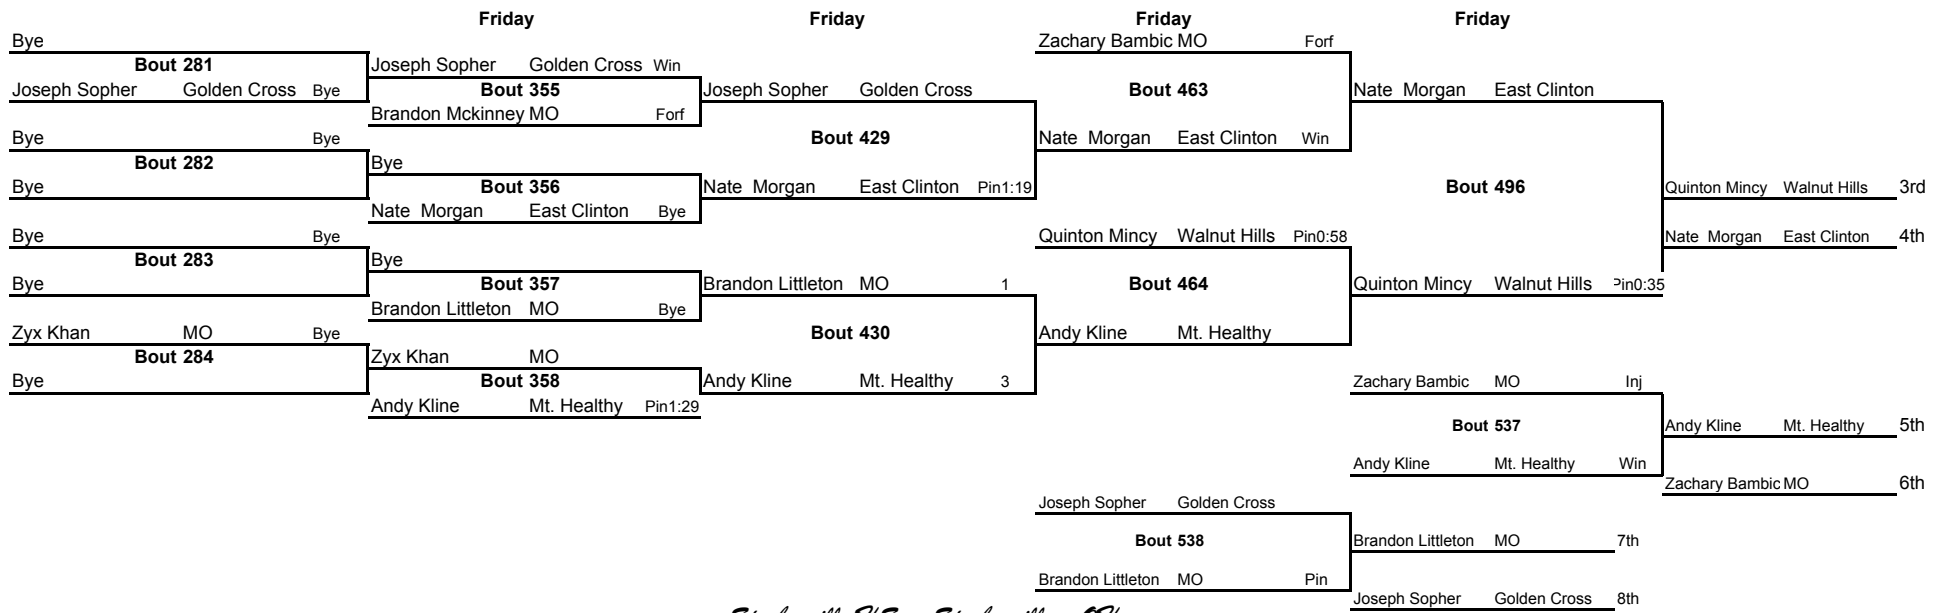 Friday Friday Friday Friday
Bye Zachary Bambic MO Forf
Bout 281 Joseph Sopher Golden Cross Win
Joseph Sopher Golden Cross Bye Bout 355 Joseph Sopher Golden Cross Bout 463 Nate Morgan East Clinton
Brandon Mckinney MO Forf
Bye Bye Bout 429 Nate Morgan East Clinton Win
Bout 282 Bye
Bye Bout 356 Nate Morgan East Clinton Pin1:19 Bout 496 Quinton Mincy Walnut Hills 3rd
Nate Morgan East Clinton Bye
Bye Bye Quinton Mincy Walnut Hills Pin0:58 Nate Morgan East Clinton 4th
Bout 283 Bye
Bye Bout 357 Brandon Littleton MO 1 Bout 464 Quinton Mincy Walnut Hills Pin0:35
Brandon Littleton MO Bye
Zyx Khan MO Bye Bout 430 Andy Kline Mt. Healthy
Bout 284 Zyx Khan MO
Bye Bout 358 Andy Kline Mt. Healthy 3 Zachary Bambic MO Inj
Andy Kline Mt. Healthy Pin1:29
Bout 537 Andy Kline Mt. Healthy 5th
Andy Kline Mt. Healthy Win
Zachary Bambic MO 6th
Joseph Sopher Golden Cross
Bout 538 Brandon Littleton MO 7th
Brandon Littleton MO Pin
Joseph Sopher Golden Cross 8th